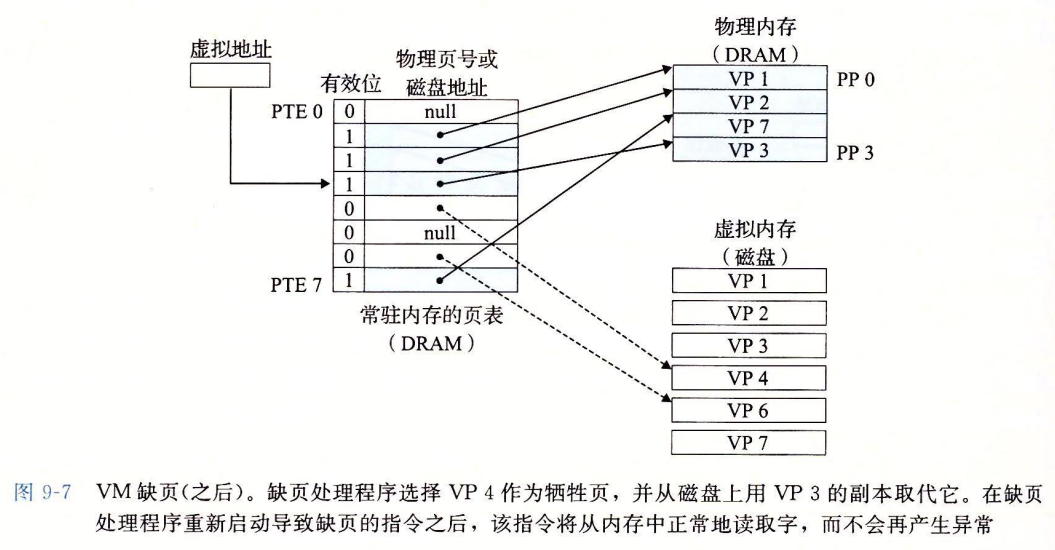 虚拟地址
有效位
物理页号或
磁盘地址
PTE 0
0
null
1
1
1
0
0
null
0
PTE 7
1
常驻内存的页表
（DRAM）
物理内存
（DRAM）
VP 1
PP 0
VP 2
VP 7
VP 3
PP 3
虚拟内存
（磁盘）
VP 1
VP 2
VP 3
VP 4
VP 6
VP 7
图 9-7 VM 缺页(之后)。缺页处理程序选择 VP 4 作为牺牲页，并从磁盘上用 VP 3 的副本取代它。在缺页
处理程序重新启动导致缺页的指令之后，该指令将从内存中正常地读取字，而不会再产生异常